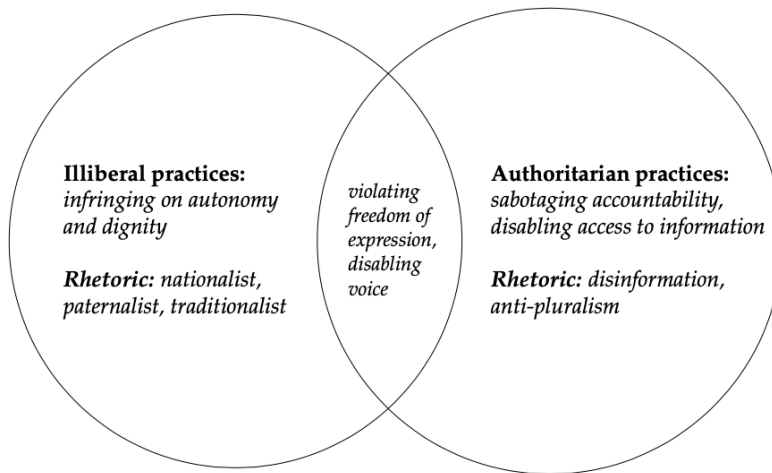 Illiberal practices:
infringing on autonomy
and dignity
Rhetoric: nationalist,
paternalist, traditionalist
violating
freedom of
expression,
disabling
voice
Authoritarian practices:
sabotaging accountability,
disabling access to information
Rhetoric: disinformation,
anti-pluralism